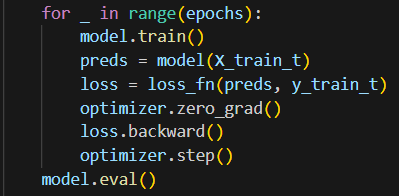 for _ in range(epochs):
    model.train()
    preds = model(X_train_t)
    loss = loss_fn(preds, y_train_t)
    optimizer.zero_grad()
    loss.backward()
    optimizer.step()
model.eval()